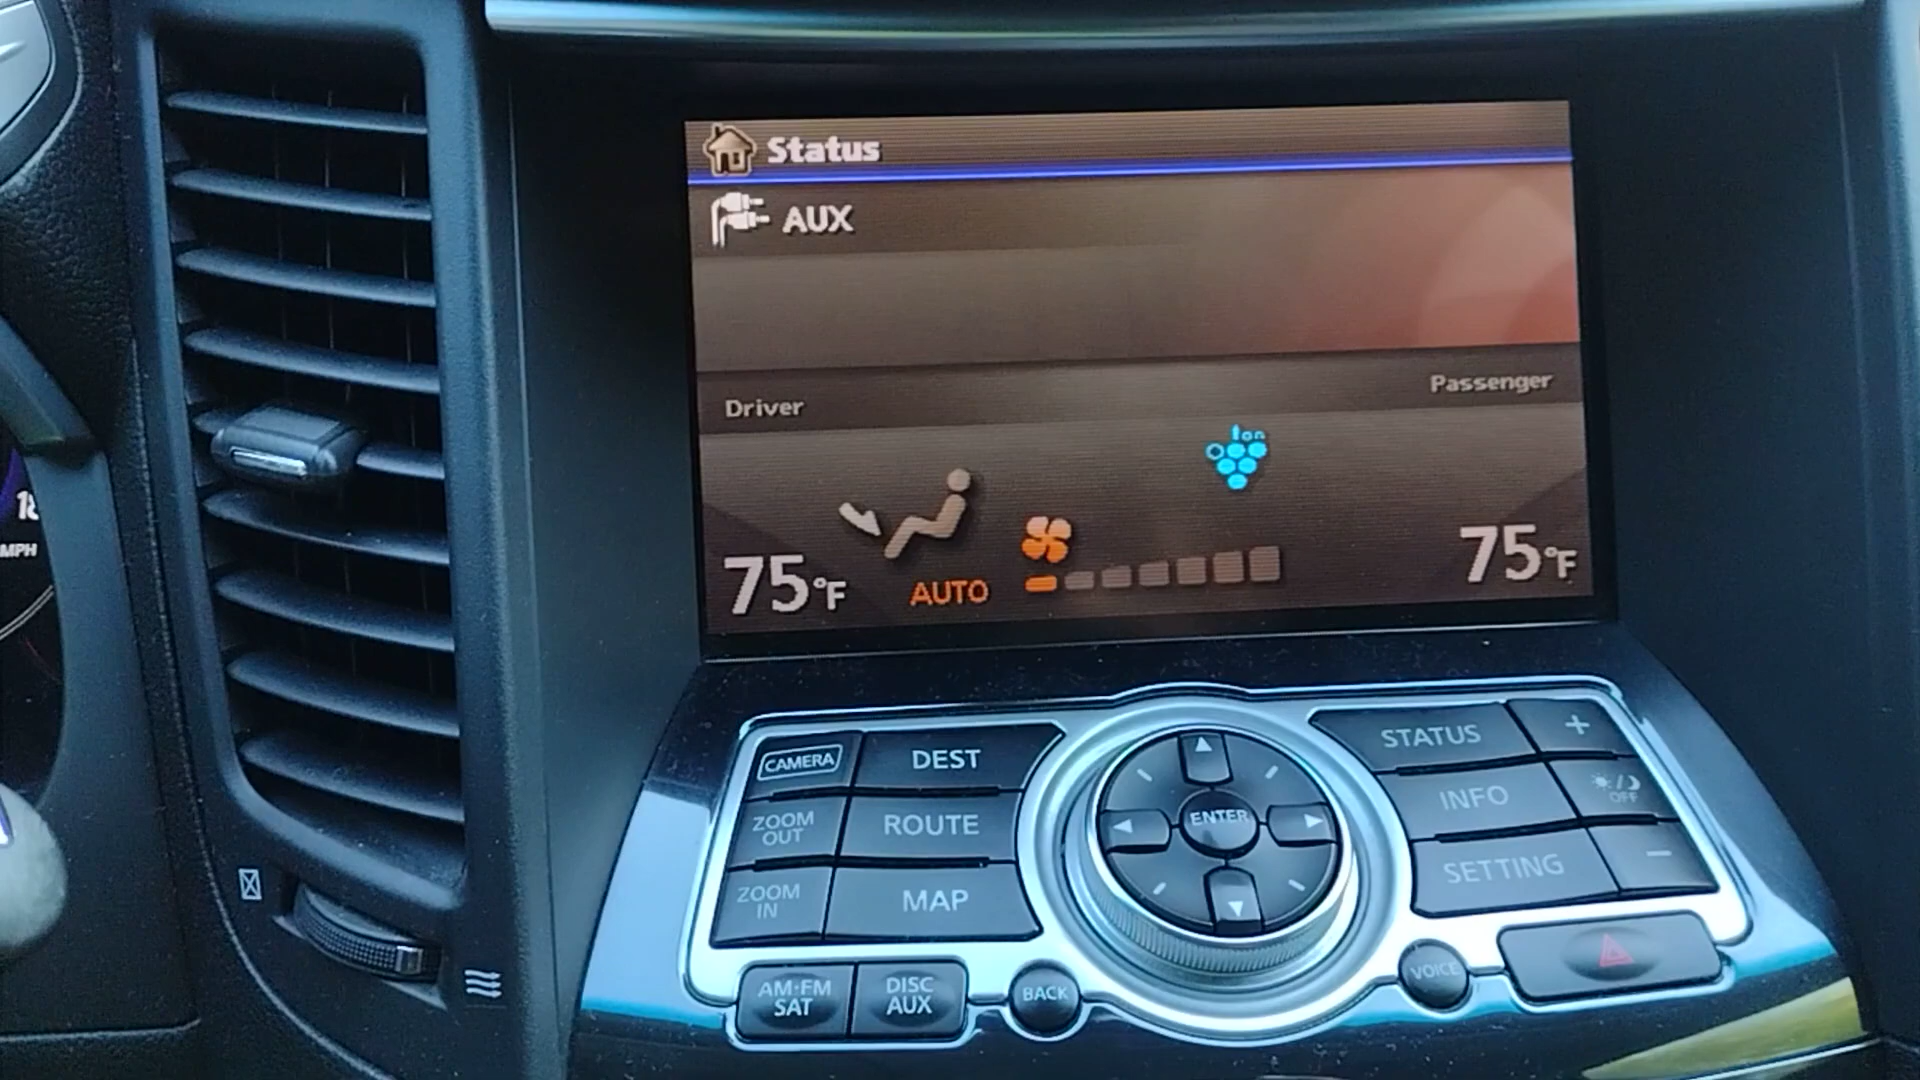 Status
AUX
Driver
Passenger
Ion
75°F
AUTO
75°F
MPH
CAMERA
DEST
STATUS
+
ZOOM
OUT
ROUTE
ENTER
INFO
OFF
ZOOM
IN
MAP
SETTING
−
AM·FM
SAT
DISC
AUX
BACK
VOICE